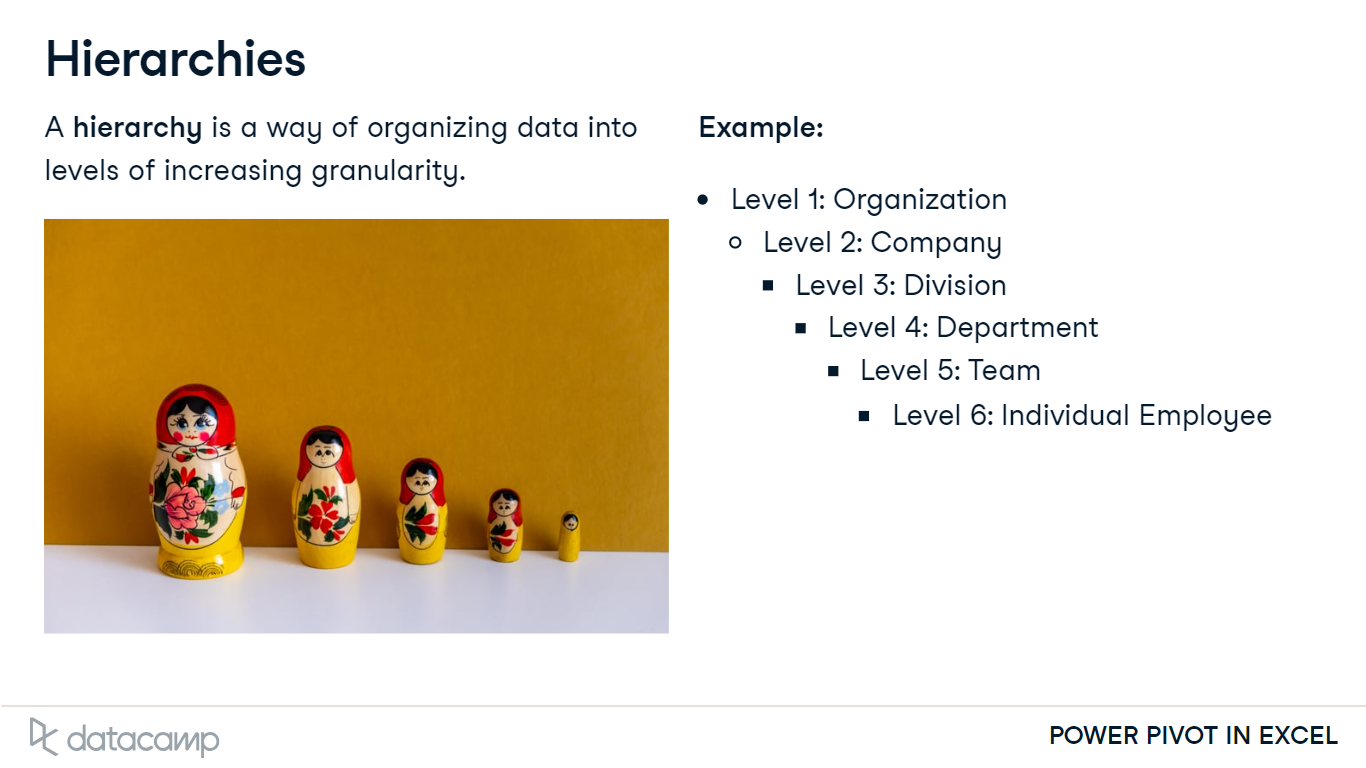 Hierarchies
A hierarchy is a way of organizing data into
levels of increasing granularity.
Example:
Level 1: Organization
Level 2: Company
Level 3: Division
Level 4: Department
Level 5: Team
Level 6: Individual Employee
datacamp
POWER PIVOT IN EXCEL